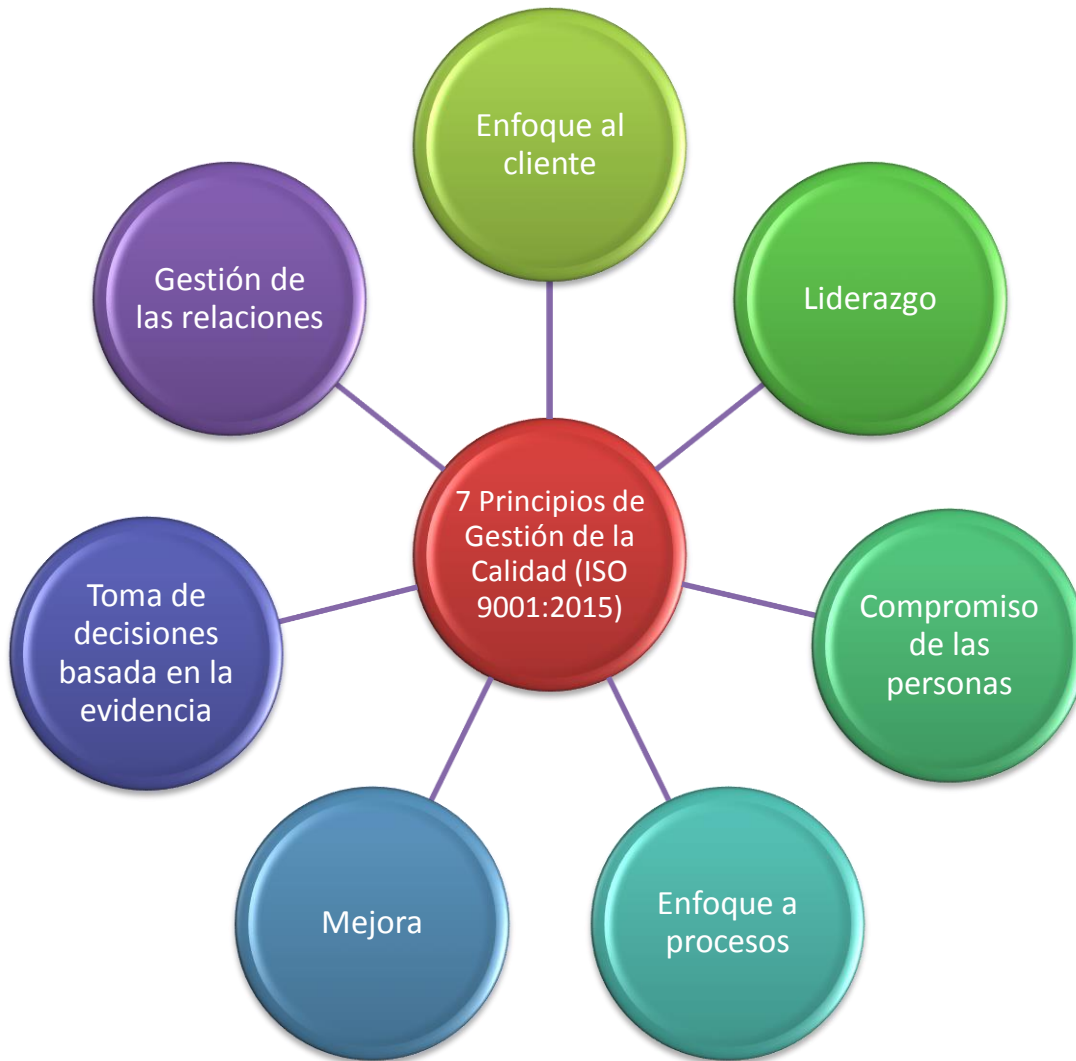 Enfoque al
cliente
Liderazgo
Compromiso
de las
personas
Enfoque a
procesos
Mejora
Toma de
decisiones
basada en la
evidencia
Gestión de
las relaciones
7 Principios de
Gestión de la
Calidad (ISO
9001:2015)